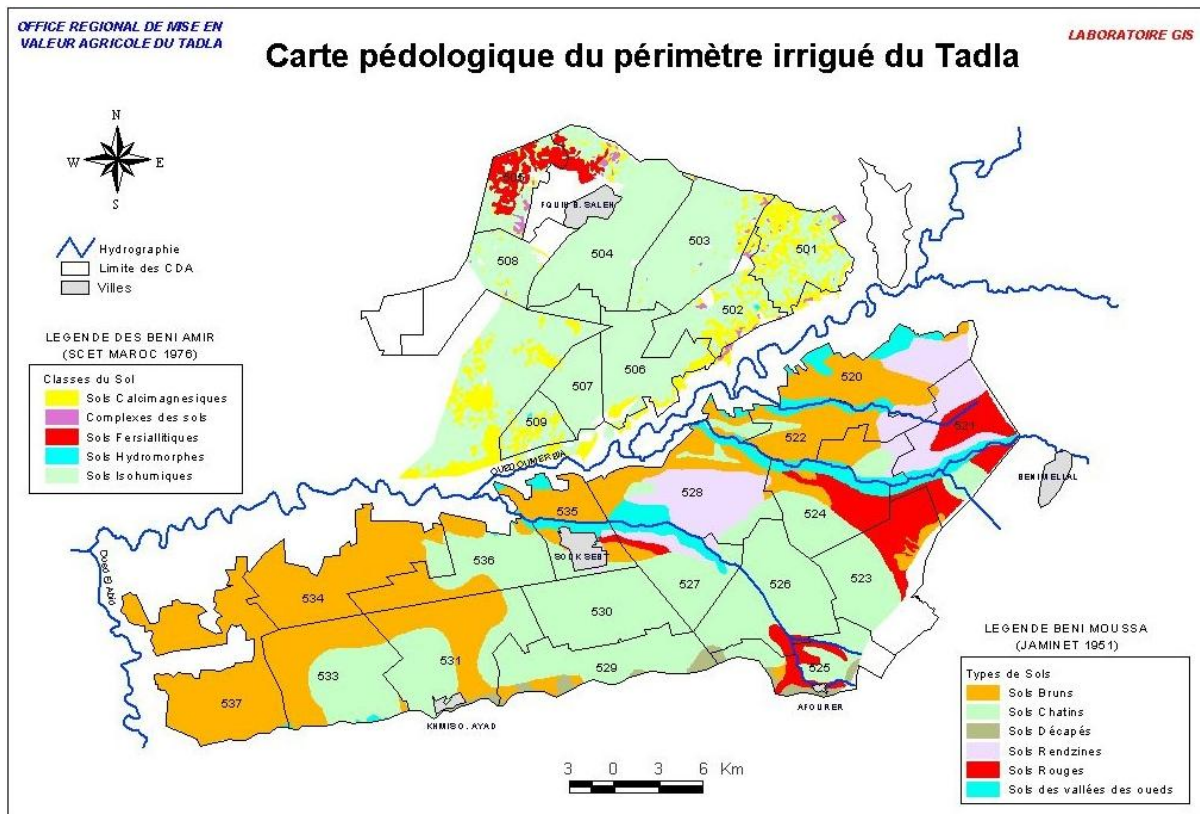 OFFICE REGIONAL DE MISE EN
VALEUR AGRICOLE DU TADLA
LABORATOIRE GIS
Carte pédologique du périmètre irrigué du Tadla
N
W E
S
Hydrographie
Limite des CDA
Villes
LEGENDE DES BENI AMIR
(SCET MAROC 1976)
Classes du Sol
Sols Calcimagnesiques
Complexes des sols
Sols Fersiallitiques
Sols Hydromorphes
Sols Isohumiques
505
FQUIH B. SALEH
508
504
503
501
502
507
506
509
OUED OUM ER BIA
520
521
522
BENI MELLAL
528
535
524
SOUK SEBT
536
527
526
523
534
530
531
529
533
525
537
KHMIS O. AYAD
AFOURER
Oued El Abid
LEGENDE BENI MOUSSA
(JAMINET 1951)
Types de Sols
Sols Bruns
Sols Chatins
Sols Décapés
Sols Rendzines
Sols Rouges
Sols des vallées des oueds
3 0 3 6 Km